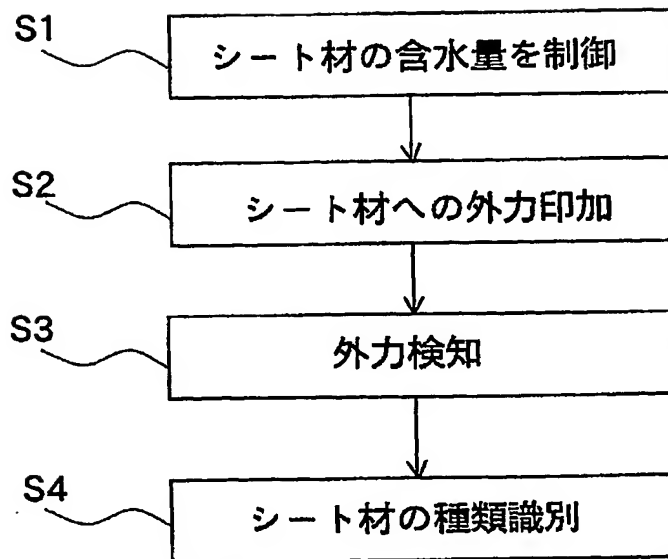 S1
シート材の含水量を制御
S2
シート材への外力印加
S3
外力検知
S4
シート材の種類識別